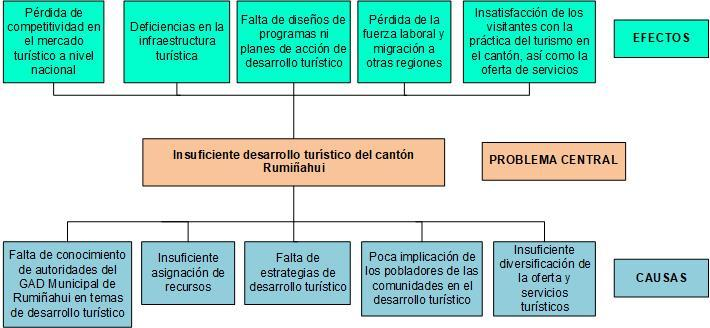 Pérdida de
competitividad en
el mercado
turístico a nivel
nacional
Deficiencias en la
infraestructura
turística
Falta de diseños de
programas ni
planes de acción de
desarrollo turístico
Pérdida de la
fuerza laboral y
migración a
otras regiones
Insatisfacción de los
visitantes con la
práctica del turismo en
el cantón, así como la
oferta de servicios
EFECTOS
Insuficiente desarrollo turístico del cantón
Rumiñahui
PROBLEMA CENTRAL
Falta de conocimiento
de autoridades del
GAD Municipal de
Rumiñahui en temas
de desarrollo turístico
Insuficiente
asignación de
recursos
Falta de
estrategias de
desarrollo turístico
Poca implicación de
los pobladores de las
comunidades en el
desarrollo turístico
Insuficiente
diversificación de
la oferta y
servicios
turísticos
CAUSAS